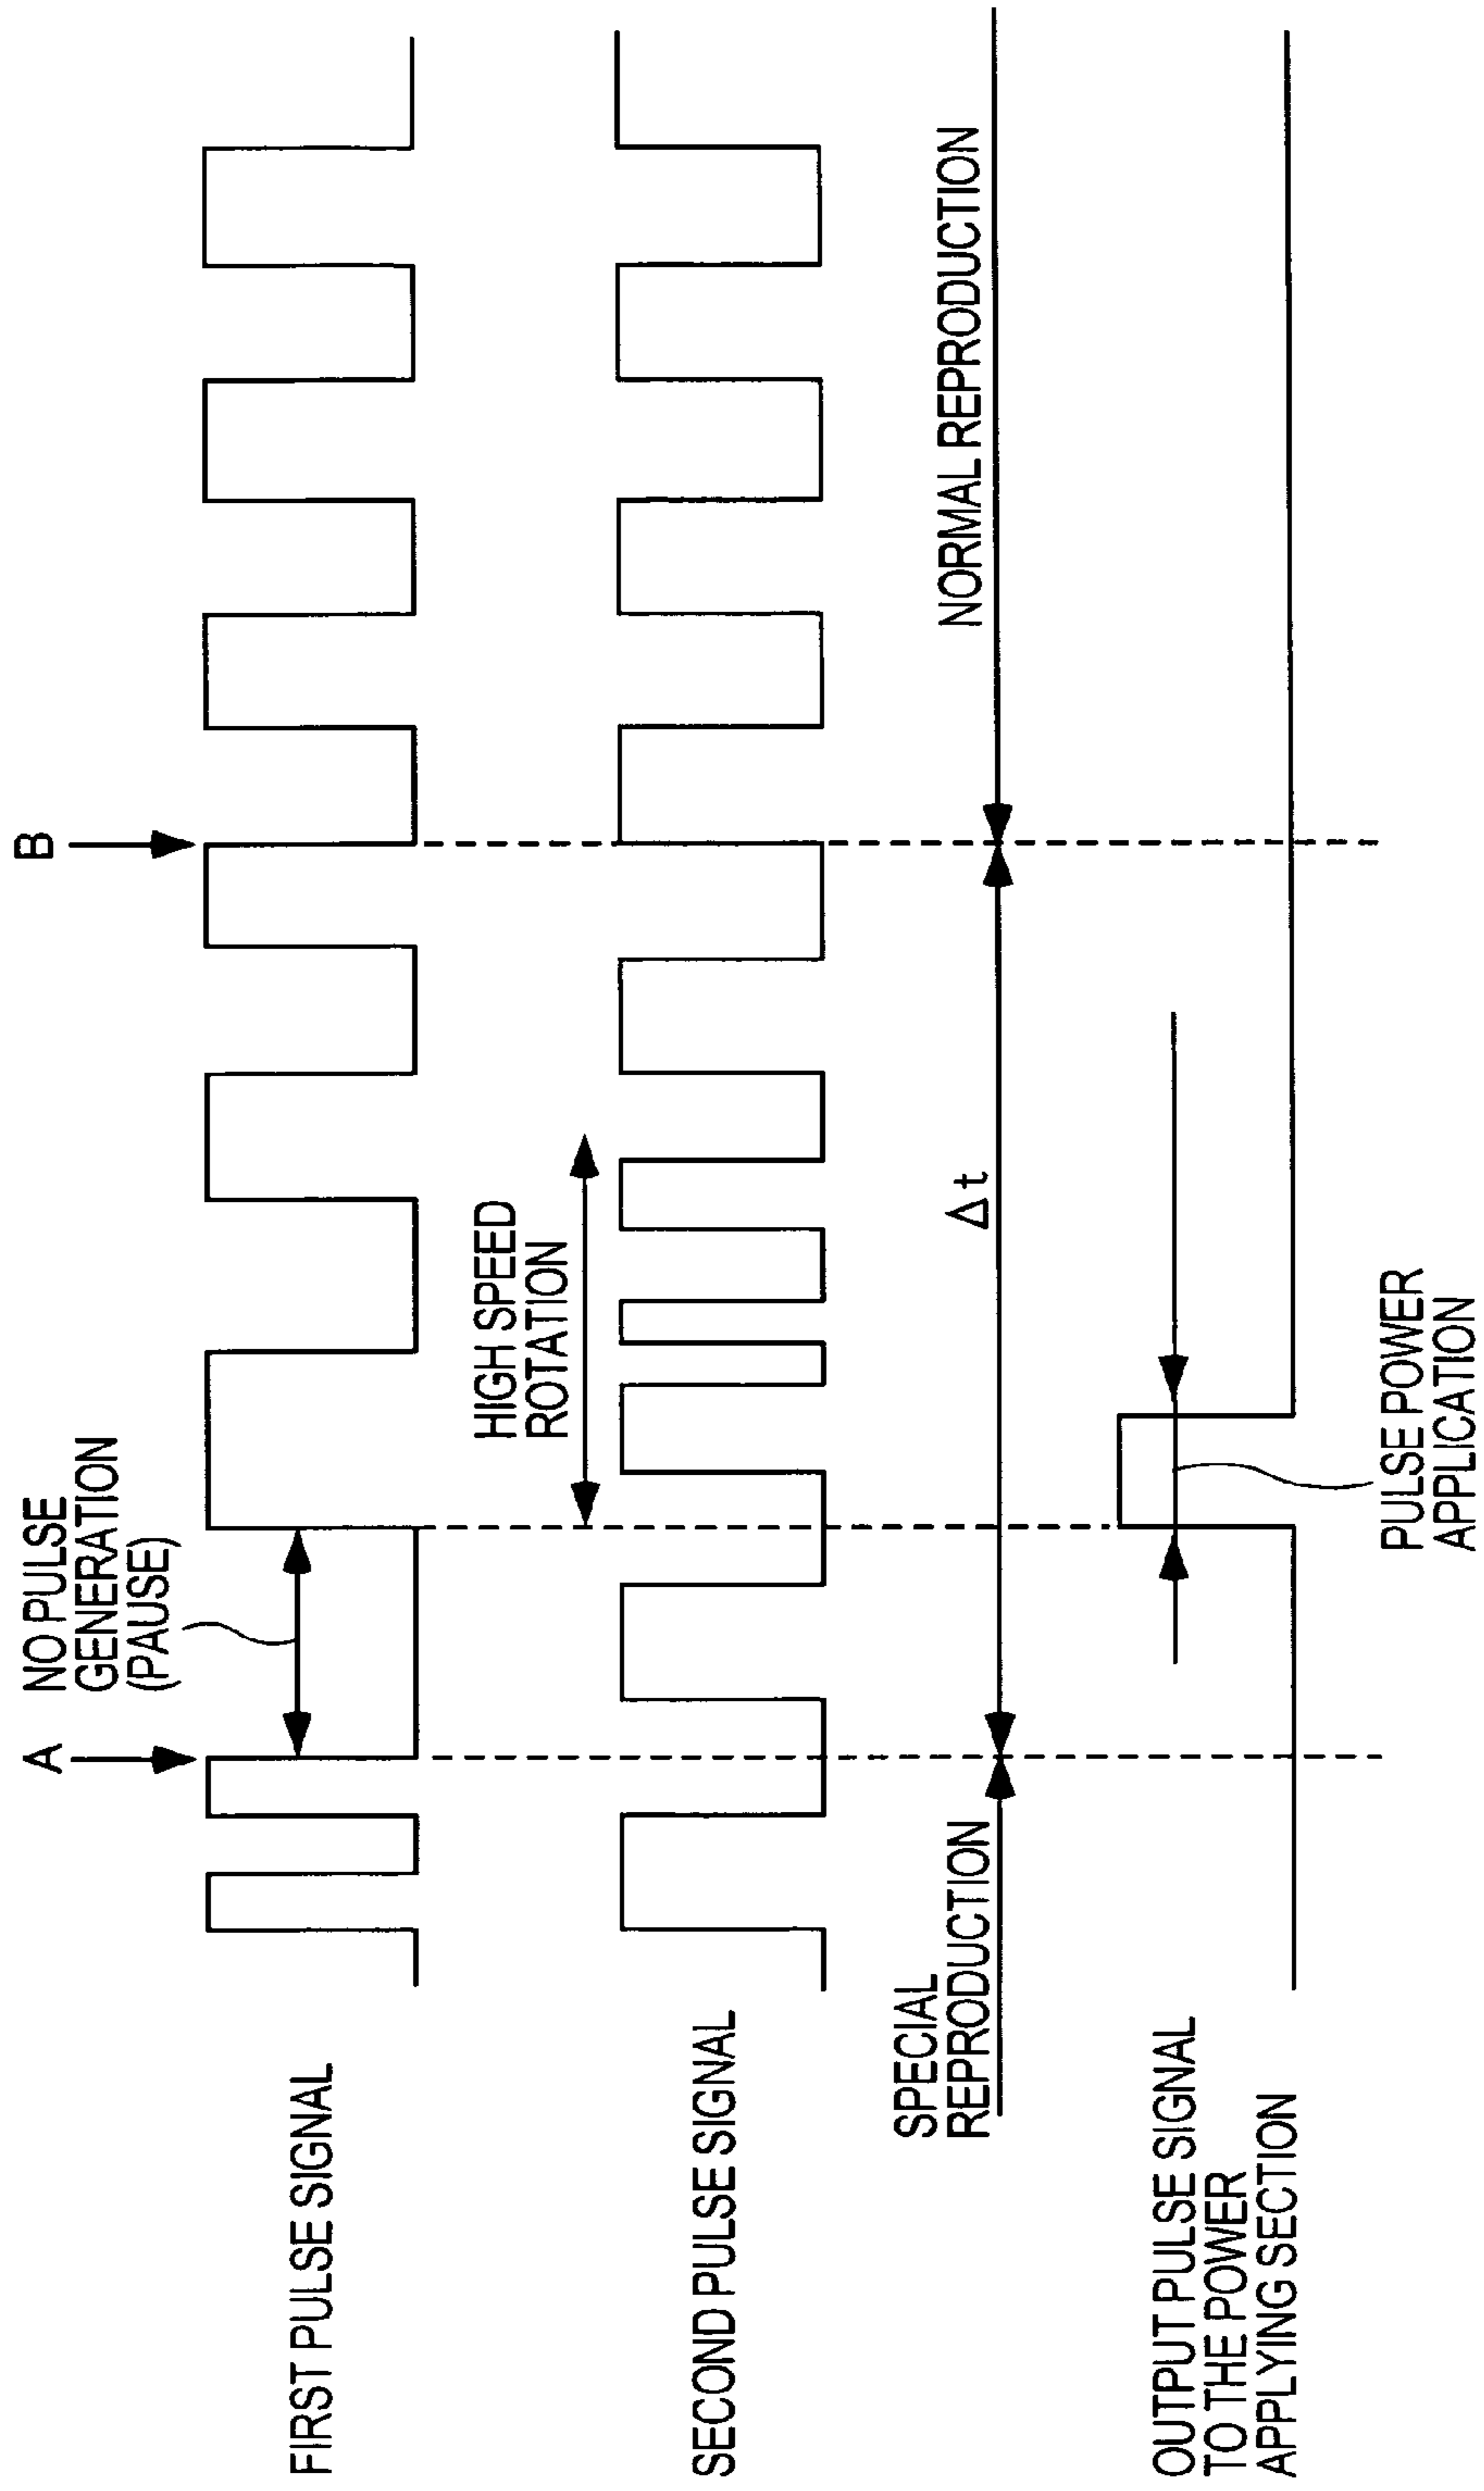 A
B
NO PULSE
GENERATION
(PAUSE)
FIRST PULSE SIGNAL
HIGH SPEED
ROTATION
SECOND PULSE SIGNAL
SPECIAL
REPRODUCTION
Δt
NORMAL REPRODUCTION
OUTPUT PULSE SIGNAL
TO THE POWER
APPLYING SECTION
PULSE POWER
APPLICATION